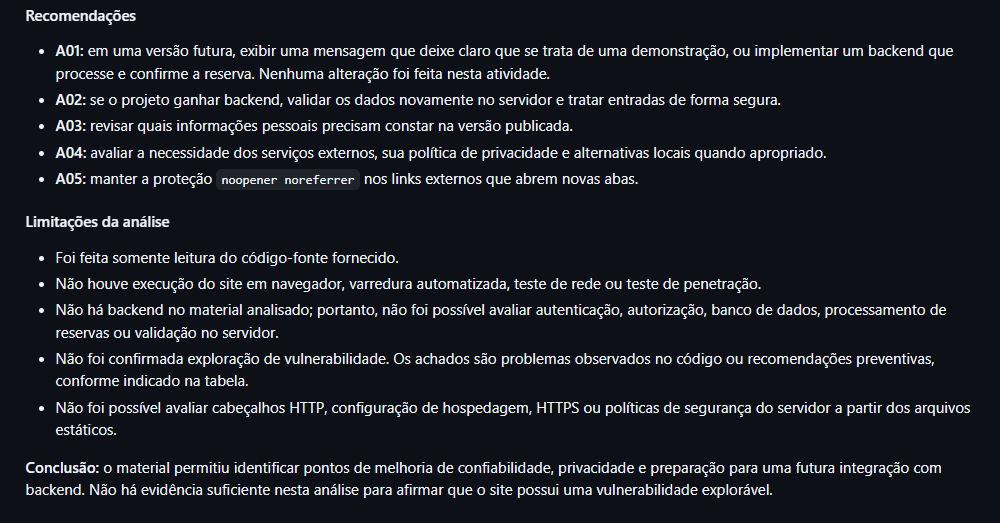 Recomendações
• A01: em uma versão futura, exibir uma mensagem que deixe claro que se trata de uma demonstração, ou implementar um backend que
processe e confirme a reserva. Nenhuma alteração foi feita nesta atividade.
• A02: se o projeto ganhar backend, validar os dados novamente no servidor e tratar entradas de forma segura.
• A03: revisar quais informações pessoais precisam constar na versão publicada.
• A04: avaliar a necessidade dos serviços externos, sua política de privacidade e alternativas locais quando apropriado.
• A05: manter a proteção noopener noreferrer nos links externos que abrem novas abas.
Limitações da análise
• Foi feita somente leitura do código-fonte fornecido.
• Não houve execução do site em navegador, varredura automatizada, teste de rede ou teste de penetração.
• Não há backend no material analisado; portanto, não foi possível avaliar autenticação, autorização, banco de dados, processamento de
reservas ou validação no servidor.
• Não foi confirmada exploração de vulnerabilidade. Os achados são problemas observados no código ou recomendações preventivas,
conforme indicado na tabela.
• Não foi possível avaliar cabeçalhos HTTP, configuração de hospedagem, HTTPS ou políticas de segurança do servidor a partir dos arquivos
estáticos.
Conclusão: o material permitiu identificar pontos de melhoria de confiabilidade, privacidade e preparação para uma futura integração com
backend. Não há evidência suficiente nesta análise para afirmar que o site possui uma vulnerabilidade explorável.